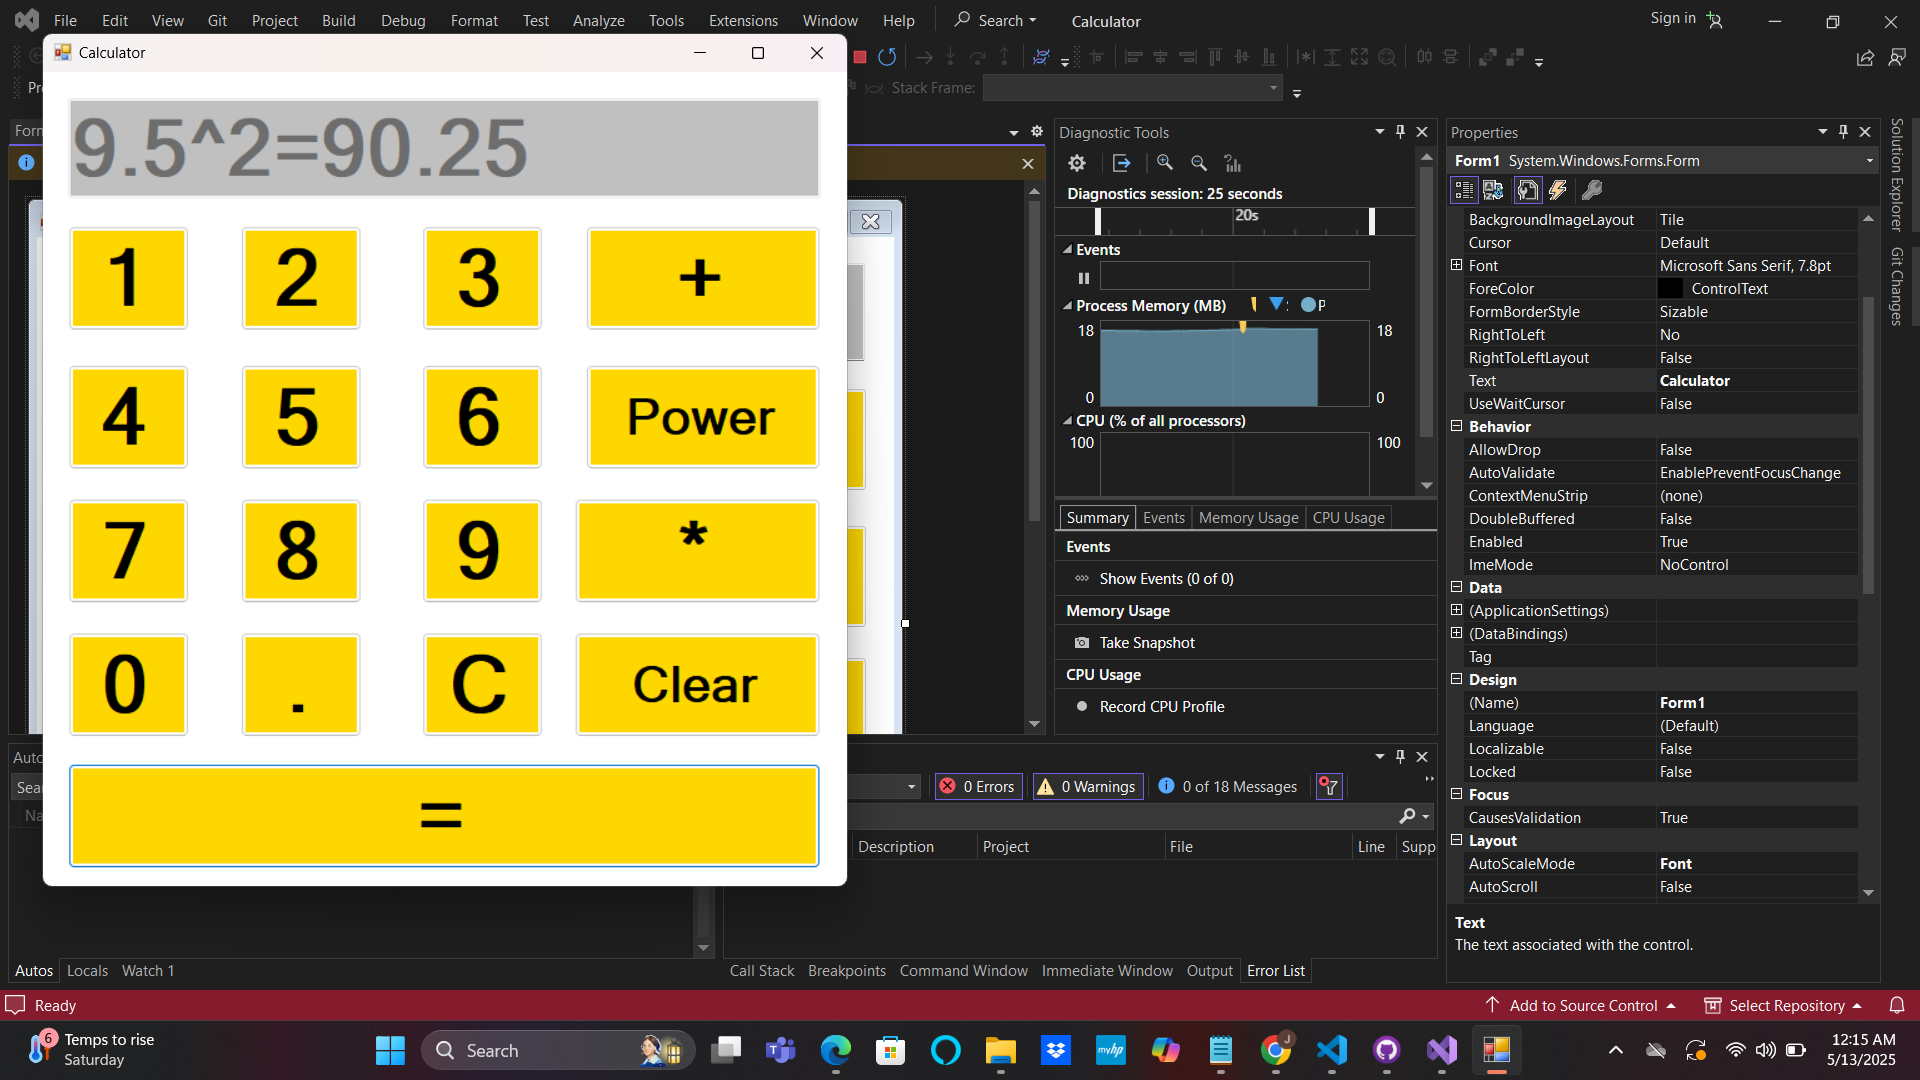 File Edit View Git Project Build Debug Format Test Analyze Tools Extensions Window Help Search Calculator Sign in
Stack Frame:
Calculator
9.5^2=90.25
1 2 3 +
4 5 6 Power
7 8 9 *
0 . C Clear
=
Diagnostic Tools
Diagnostics session: 25 seconds
20s
Events
Process Memory (MB) P
18 18
0 0
CPU (% of all processors)
100 100
Summary Events Memory Usage CPU Usage
Events
Show Events (0 of 0)
Memory Usage
Take Snapshot
CPU Usage
Record CPU Profile
Properties
Form1 System.Windows.Forms.Form
BackgroundImageLayout Tile
Cursor Default
Font Microsoft Sans Serif, 7.8pt
ForeColor ControlText
FormBorderStyle Sizable
RightToLeft No
RightToLeftLayout False
Text Calculator
UseWaitCursor False
Behavior
AllowDrop False
AutoValidate EnablePreventFocusChange
ContextMenuStrip (none)
DoubleBuffered False
Enabled True
ImeMode NoControl
Data
(ApplicationSettings)
(DataBindings)
Tag
Design
(Name) Form1
Language (Default)
Localizable False
Locked False
Focus
CausesValidation True
Layout
AutoScaleMode Font
AutoScroll False
Text
The text associated with the control.
Solution Explorer
Git Changes
0 Errors 0 Warnings 0 of 18 Messages
Description Project File Line Supp
Autos Locals Watch 1
Call Stack Breakpoints Command Window Immediate Window Output Error List
Ready Add to Source Control Select Repository
6 Temps to rise
Saturday
Search
myhp
J
12:15 AM
5/13/2025